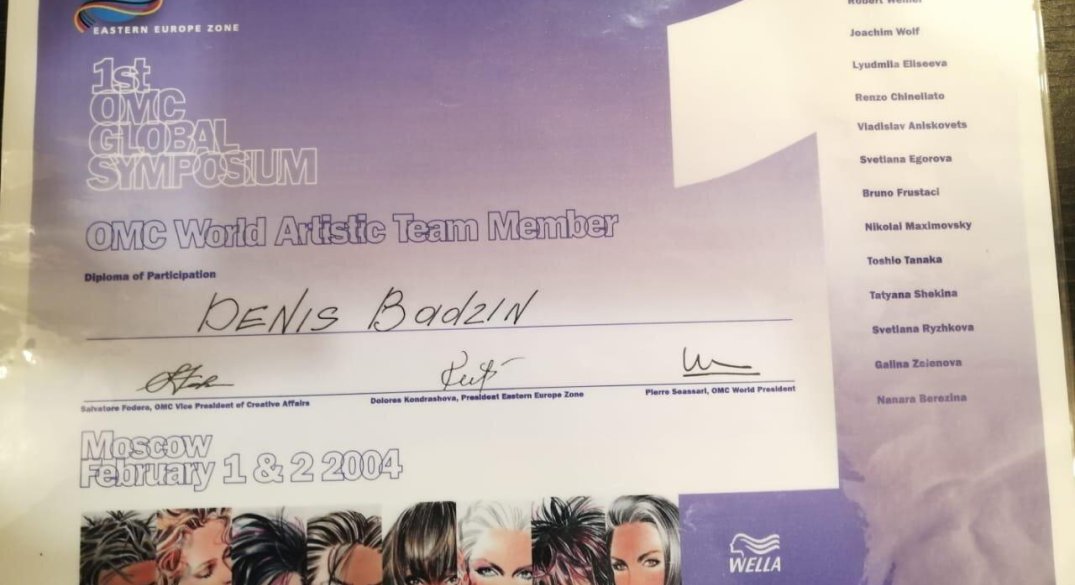 EASTERN EUROPE ZONE
1st
OMC
GLOBAL
SYMPOSIUM
OMC World Artistic Team Member
Diploma of Participation
DENIS BADZIN
Salvatore Fodera, OMC Vice President of Creative Affairs
Dolores Kondrashova, President Eastern Europe Zone
Pierre Seassari, OMC World President
Moscow
February 1 & 2 2004
1
WELLA
Joachim Wolf
Lyudmila Eliseeva
Renzo Chinellato
Vladislav Aniskovets
Svetlana Egorova
Bruno Frustaci
Nikolai Maximovsky
Toshio Tanaka
Tatyana Shekina
Svetlana Ryzhkova
Galina Zcienova
Nanara Berezina